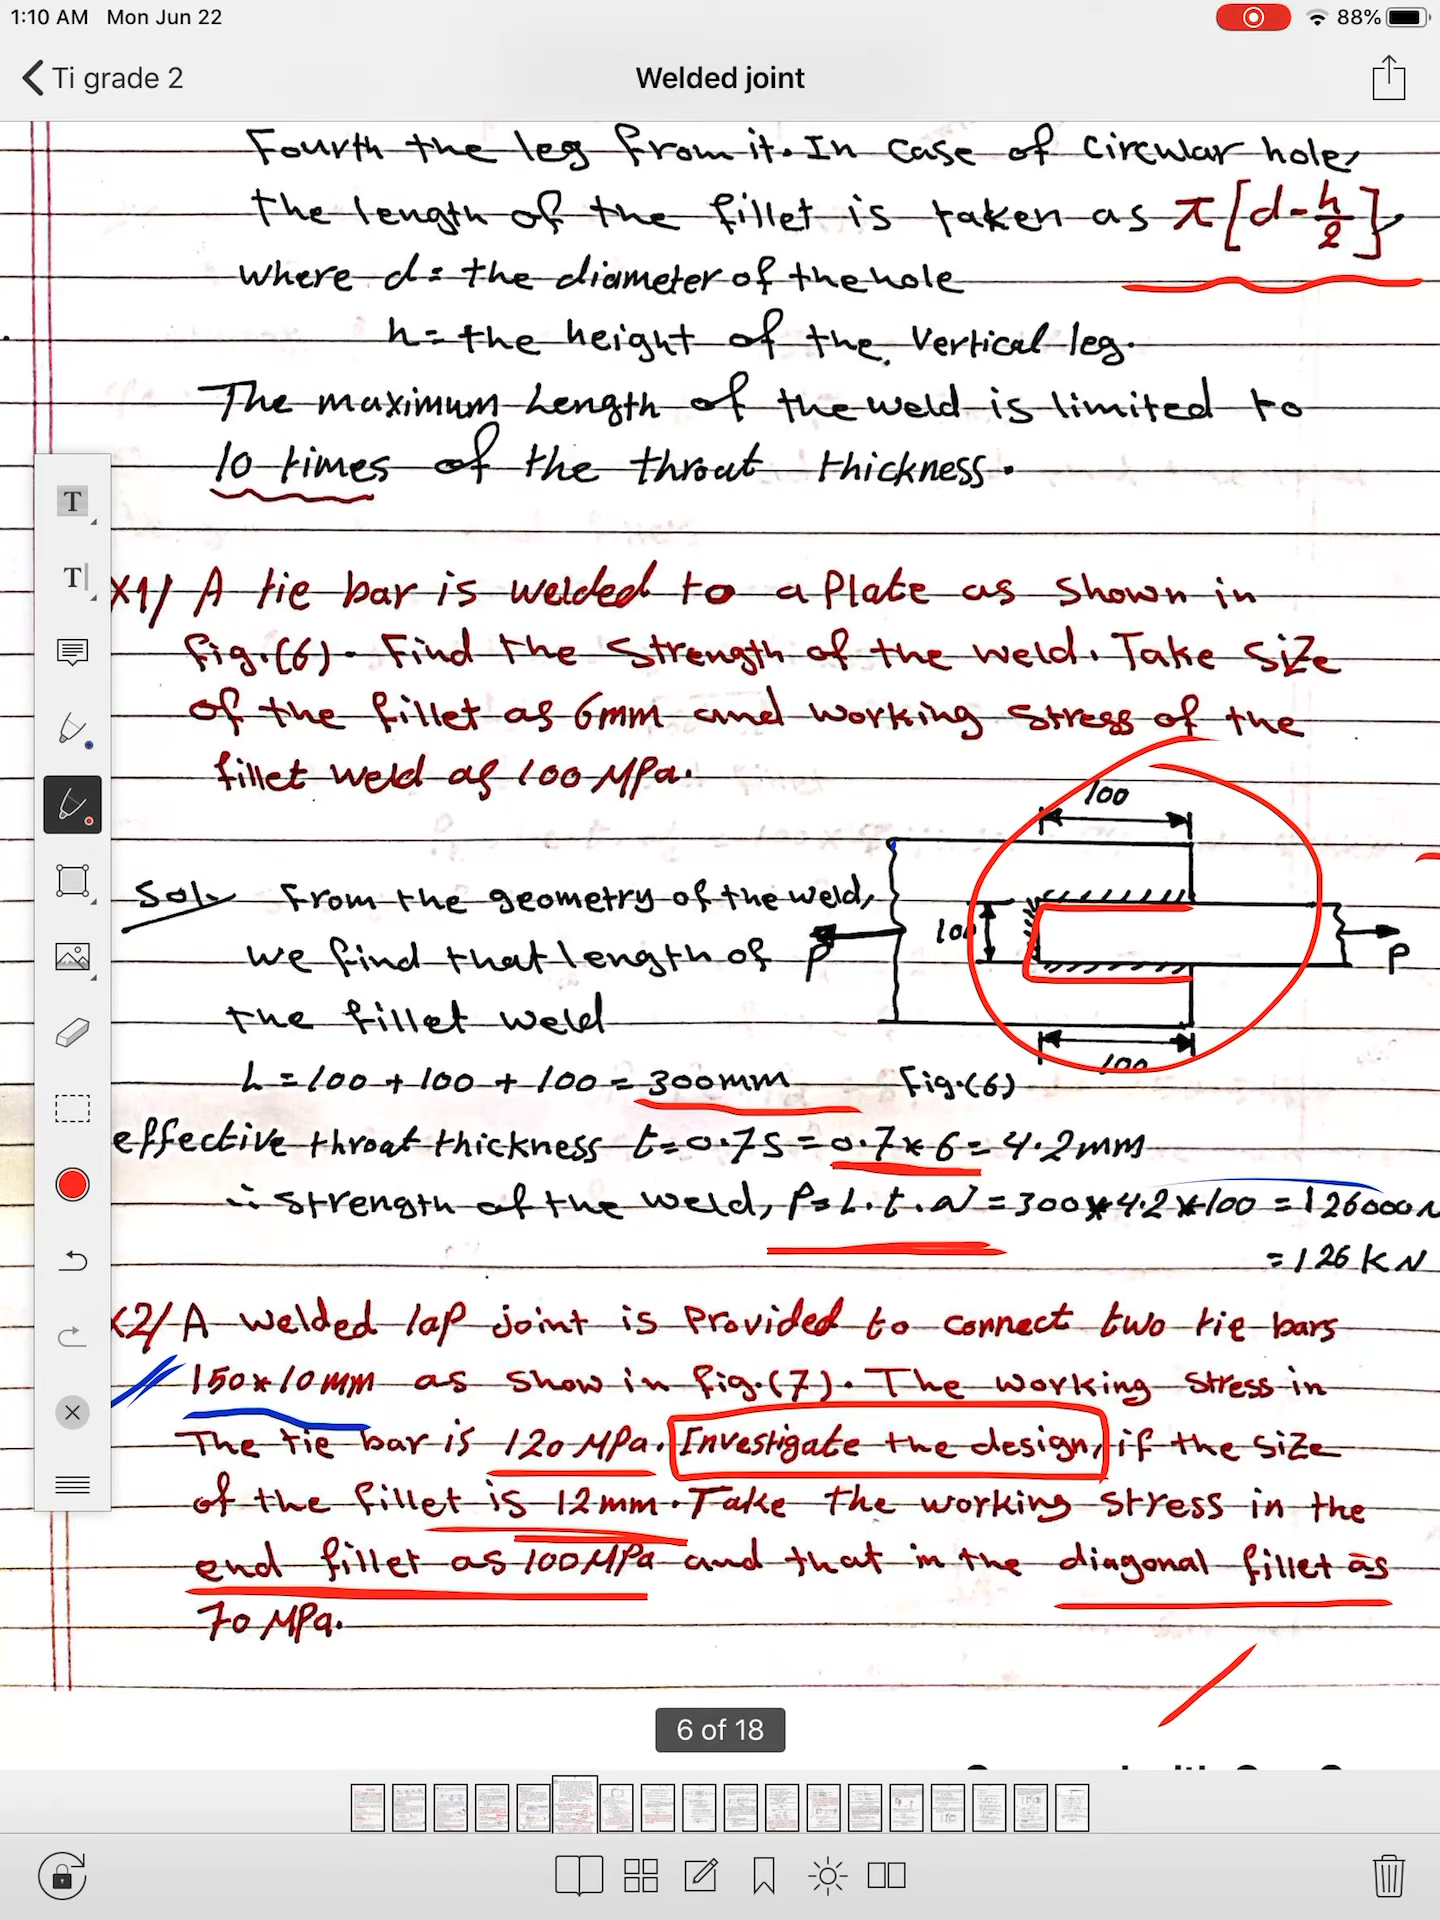 1:10 AM Mon Jun 22
88%
Ti grade 2
Welded joint
Fourth the leg from it. In case of circular hole,
the length of the fillet is taken as π[d-h/2],
where d= the diameter of the hole
h= the height of the vertical leg.
The maximum Length of the weld is limited to
10 times of the throat thickness.
X1/ A tie bar is welded to a plate as shown in
fig.(6). Find the strength of the weld. Take size
of the fillet as 6mm and working stress of the
fillet weld as 100 MPa.
100
Sol. From the geometry of the weld,
100
we find that length of
P
P
the fillet weld
100
L = 100 + 100 + 100 = 300mm
Fig.(6)
effective throat thickness t=0.7S = 0.7*6 = 4.2mm
∴ strength of the weld, P=L.t.σ = 300*4.2*100 = 126000N
= 126 KN
X2/ A welded lap joint is provided to connect two tie bars
150*10mm as show in fig.(7). The working stress in
The tie bar is 120 MPa. Investigate the design, if the size
of the fillet is 12mm. Take the working stress in the
end fillet as 100MPa and that in the diagonal fillet as
70 MPa.
T
T
6 of 18